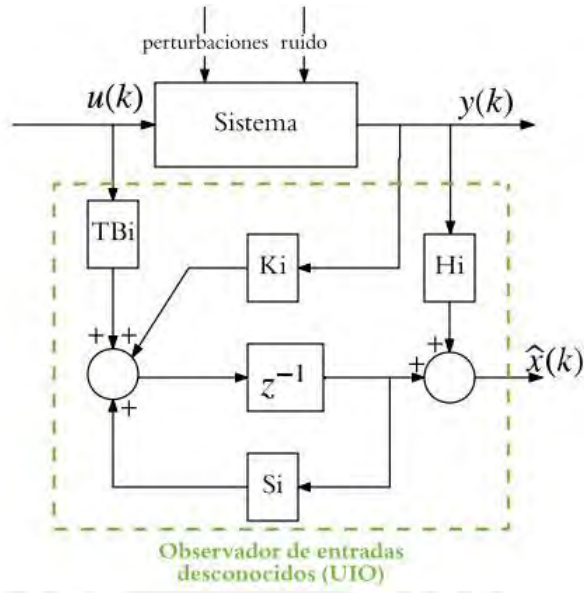 perturbaciones ruido
u(k)
Sistema
y(k)
TBi
Ki
Hi
+ +
+
+
+
z⁻¹
x̂(k)
Si
Observador de entradas
desconocidos (UIO)